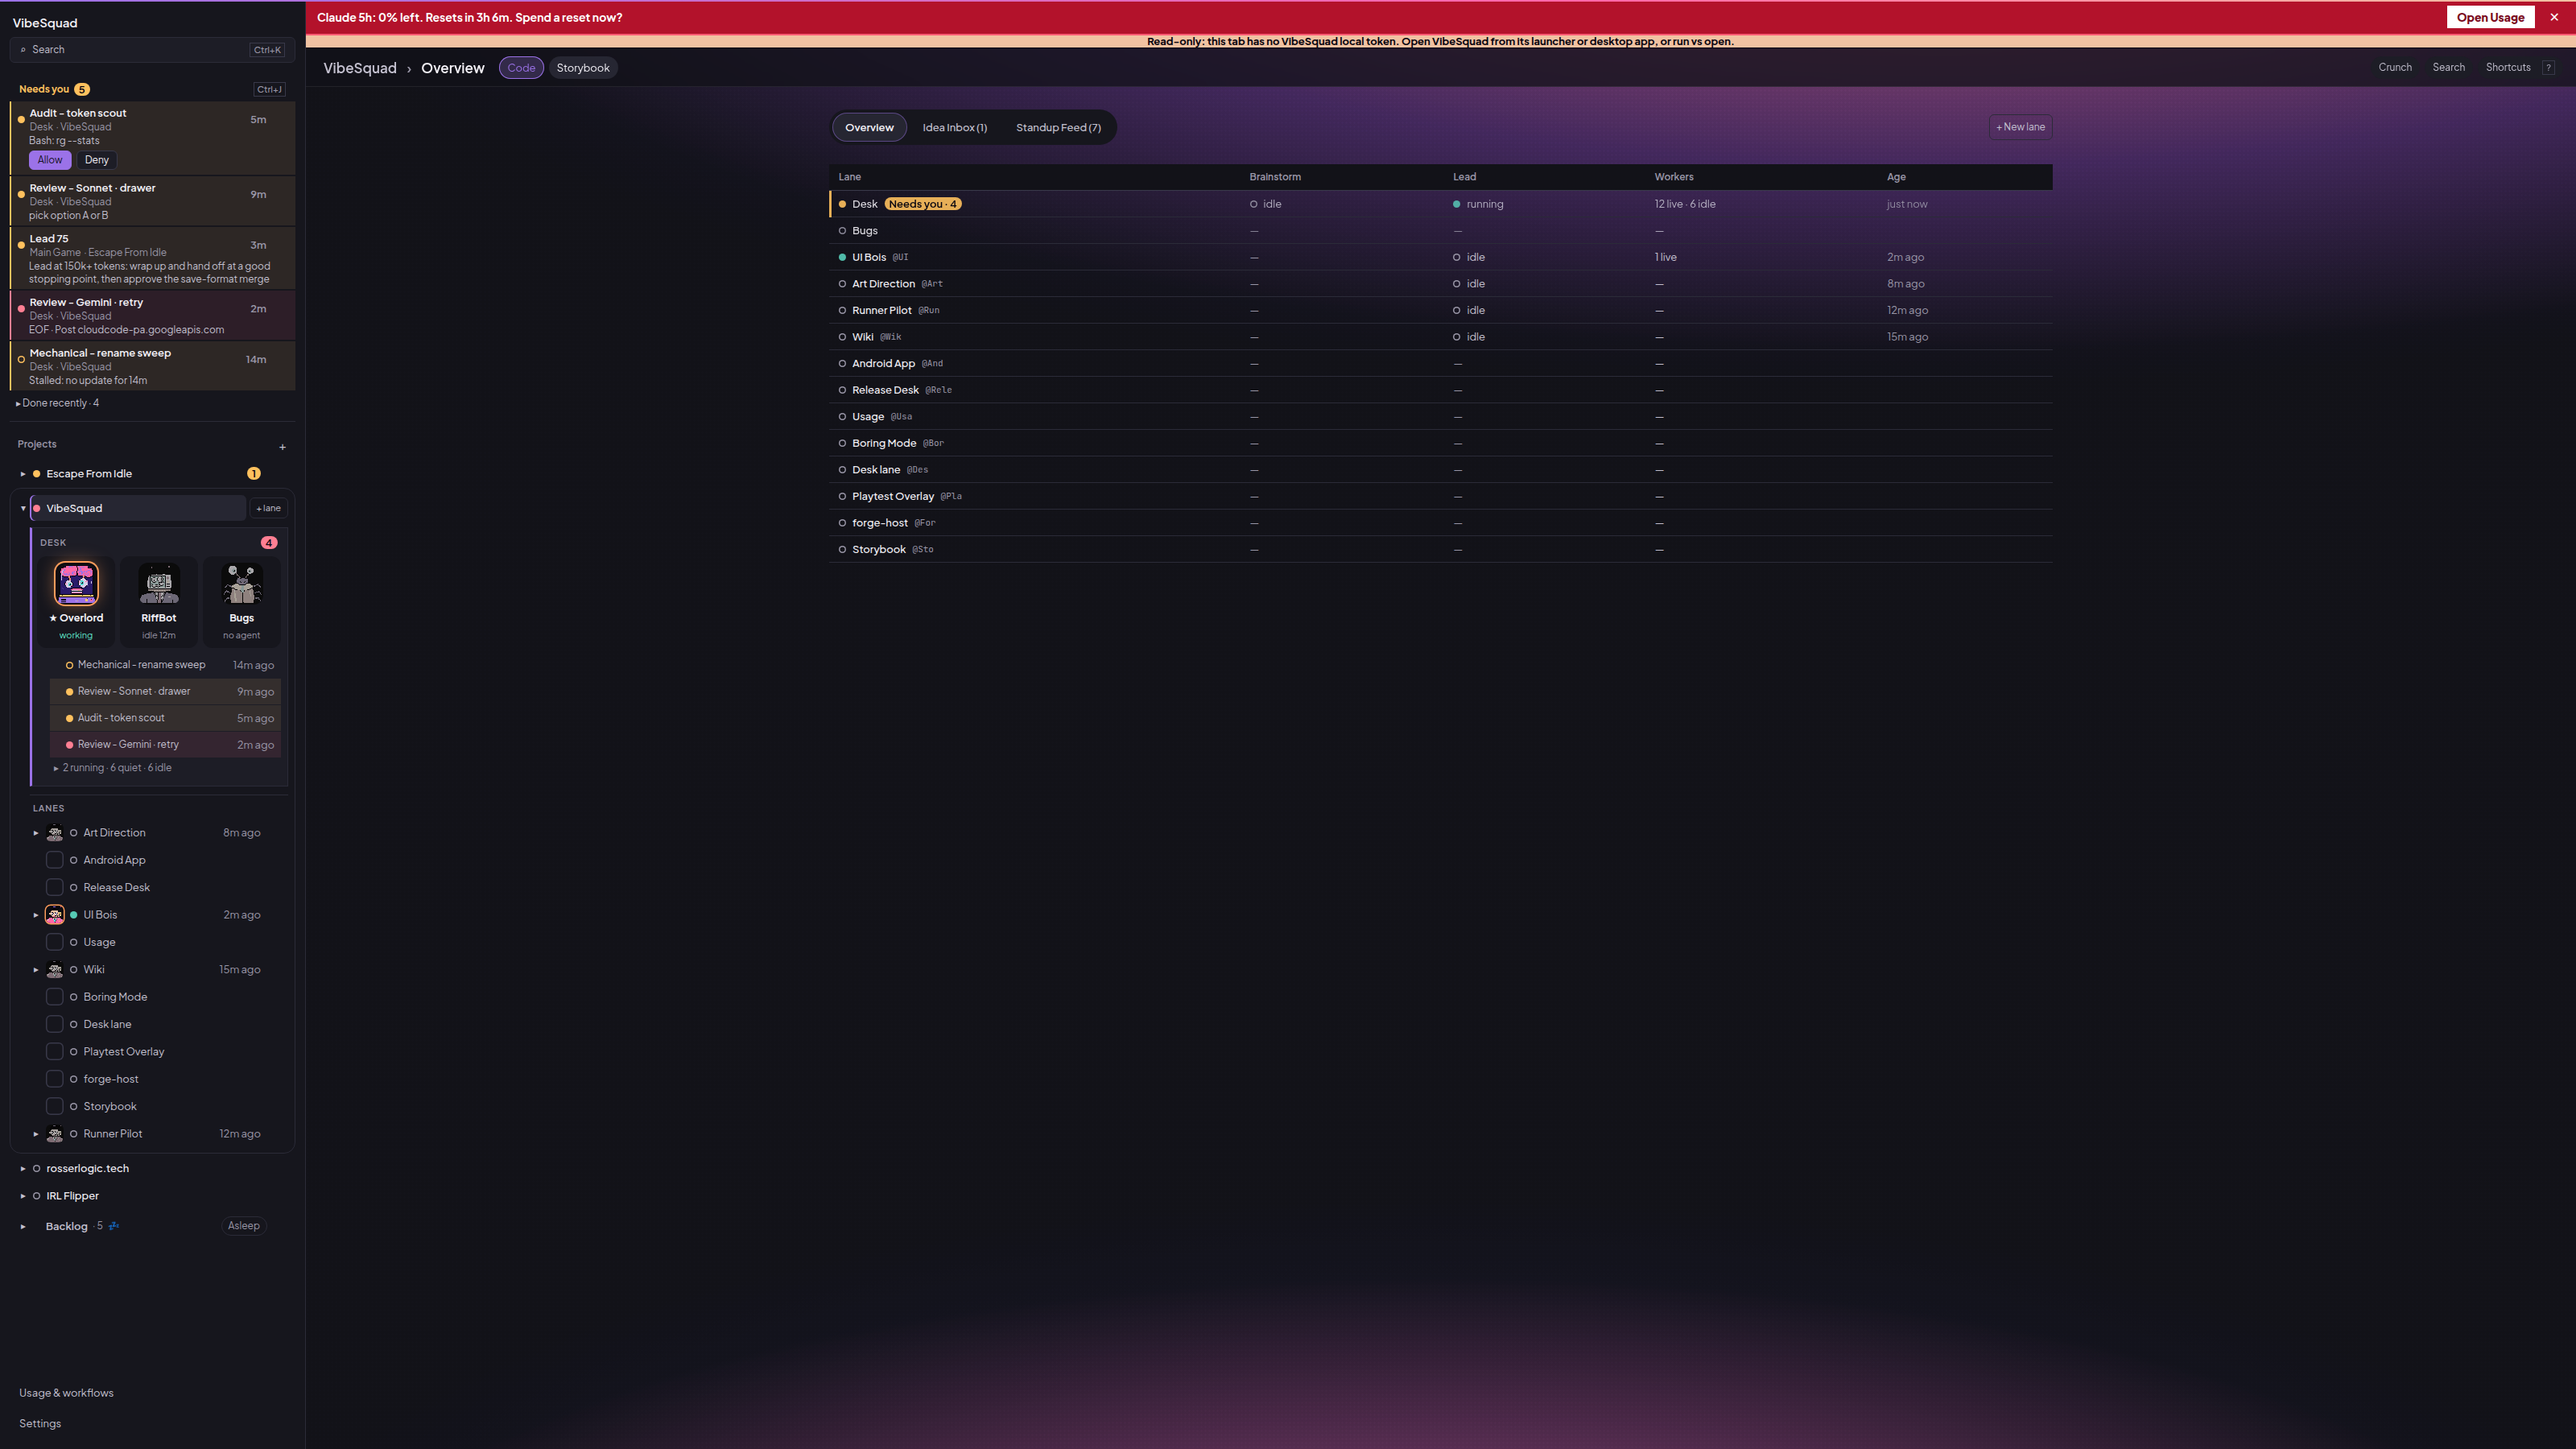 VibeSquad
Search Ctrl+K
Needs you 5 Ctrl+J
Audit - token scout 5m
Desk · VibeSquad
Bash: rg --stats
Allow Deny
Review - Sonnet · drawer 9m
Desk · VibeSquad
pick option A or B
Lead 75 3m
Main Game · Escape From Idle
Lead at 150k+ tokens: wrap up and hand off at a good
stopping point, then approve the save-format merge
Review - Gemini · retry 2m
Desk · VibeSquad
EOF · Post cloudcode-pa.googleapis.com
Mechanical - rename sweep 14m
Desk · VibeSquad
Stalled: no update for 14m
▸ Done recently · 4
Projects +
▸ Escape From Idle 1
▾ VibeSquad + lane
DESK 4
★ Overlord RiffBot Bugs
working idle 12m no agent
Mechanical - rename sweep 14m ago
Review - Sonnet · drawer 9m ago
Audit - token scout 5m ago
Review - Gemini · retry 2m ago
▸ 2 running · 6 quiet · 6 idle
LANES
▸ Art Direction 8m ago
Android App
Release Desk
▸ UI Bois 2m ago
Usage
▸ Wiki 15m ago
Boring Mode
Desk lane
Playtest Overlay
forge-host
Storybook
▸ Runner Pilot 12m ago
▸ rosserlogic.tech
▸ IRL Flipper
▸ Backlog · 5 💤 Asleep
Usage & workflows
Settings
Claude 5h: 0% left. Resets in 3h 6m. Spend a reset now? Open Usage ✕
Read-only: this tab has no VibeSquad local token. Open VibeSquad from its launcher or desktop app, or run vs open.
VibeSquad › Overview Code Storybook Crunch Search Shortcuts ?
Overview Idea Inbox (1) Standup Feed (7) + New lane
Lane Brainstorm Lead Workers Age
Desk Needs you · 4 idle running 12 live · 6 idle just now
Bugs — — —
UI Bois @UI — idle 1 live 2m ago
Art Direction @Art — idle — 8m ago
Runner Pilot @Run — idle — 12m ago
Wiki @Wik — idle — 15m ago
Android App @And — — —
Release Desk @Rele — — —
Usage @Usa — — —
Boring Mode @Bor — — —
Desk lane @Des — — —
Playtest Overlay @Pla — — —
forge-host @For — — —
Storybook @Sto — — —